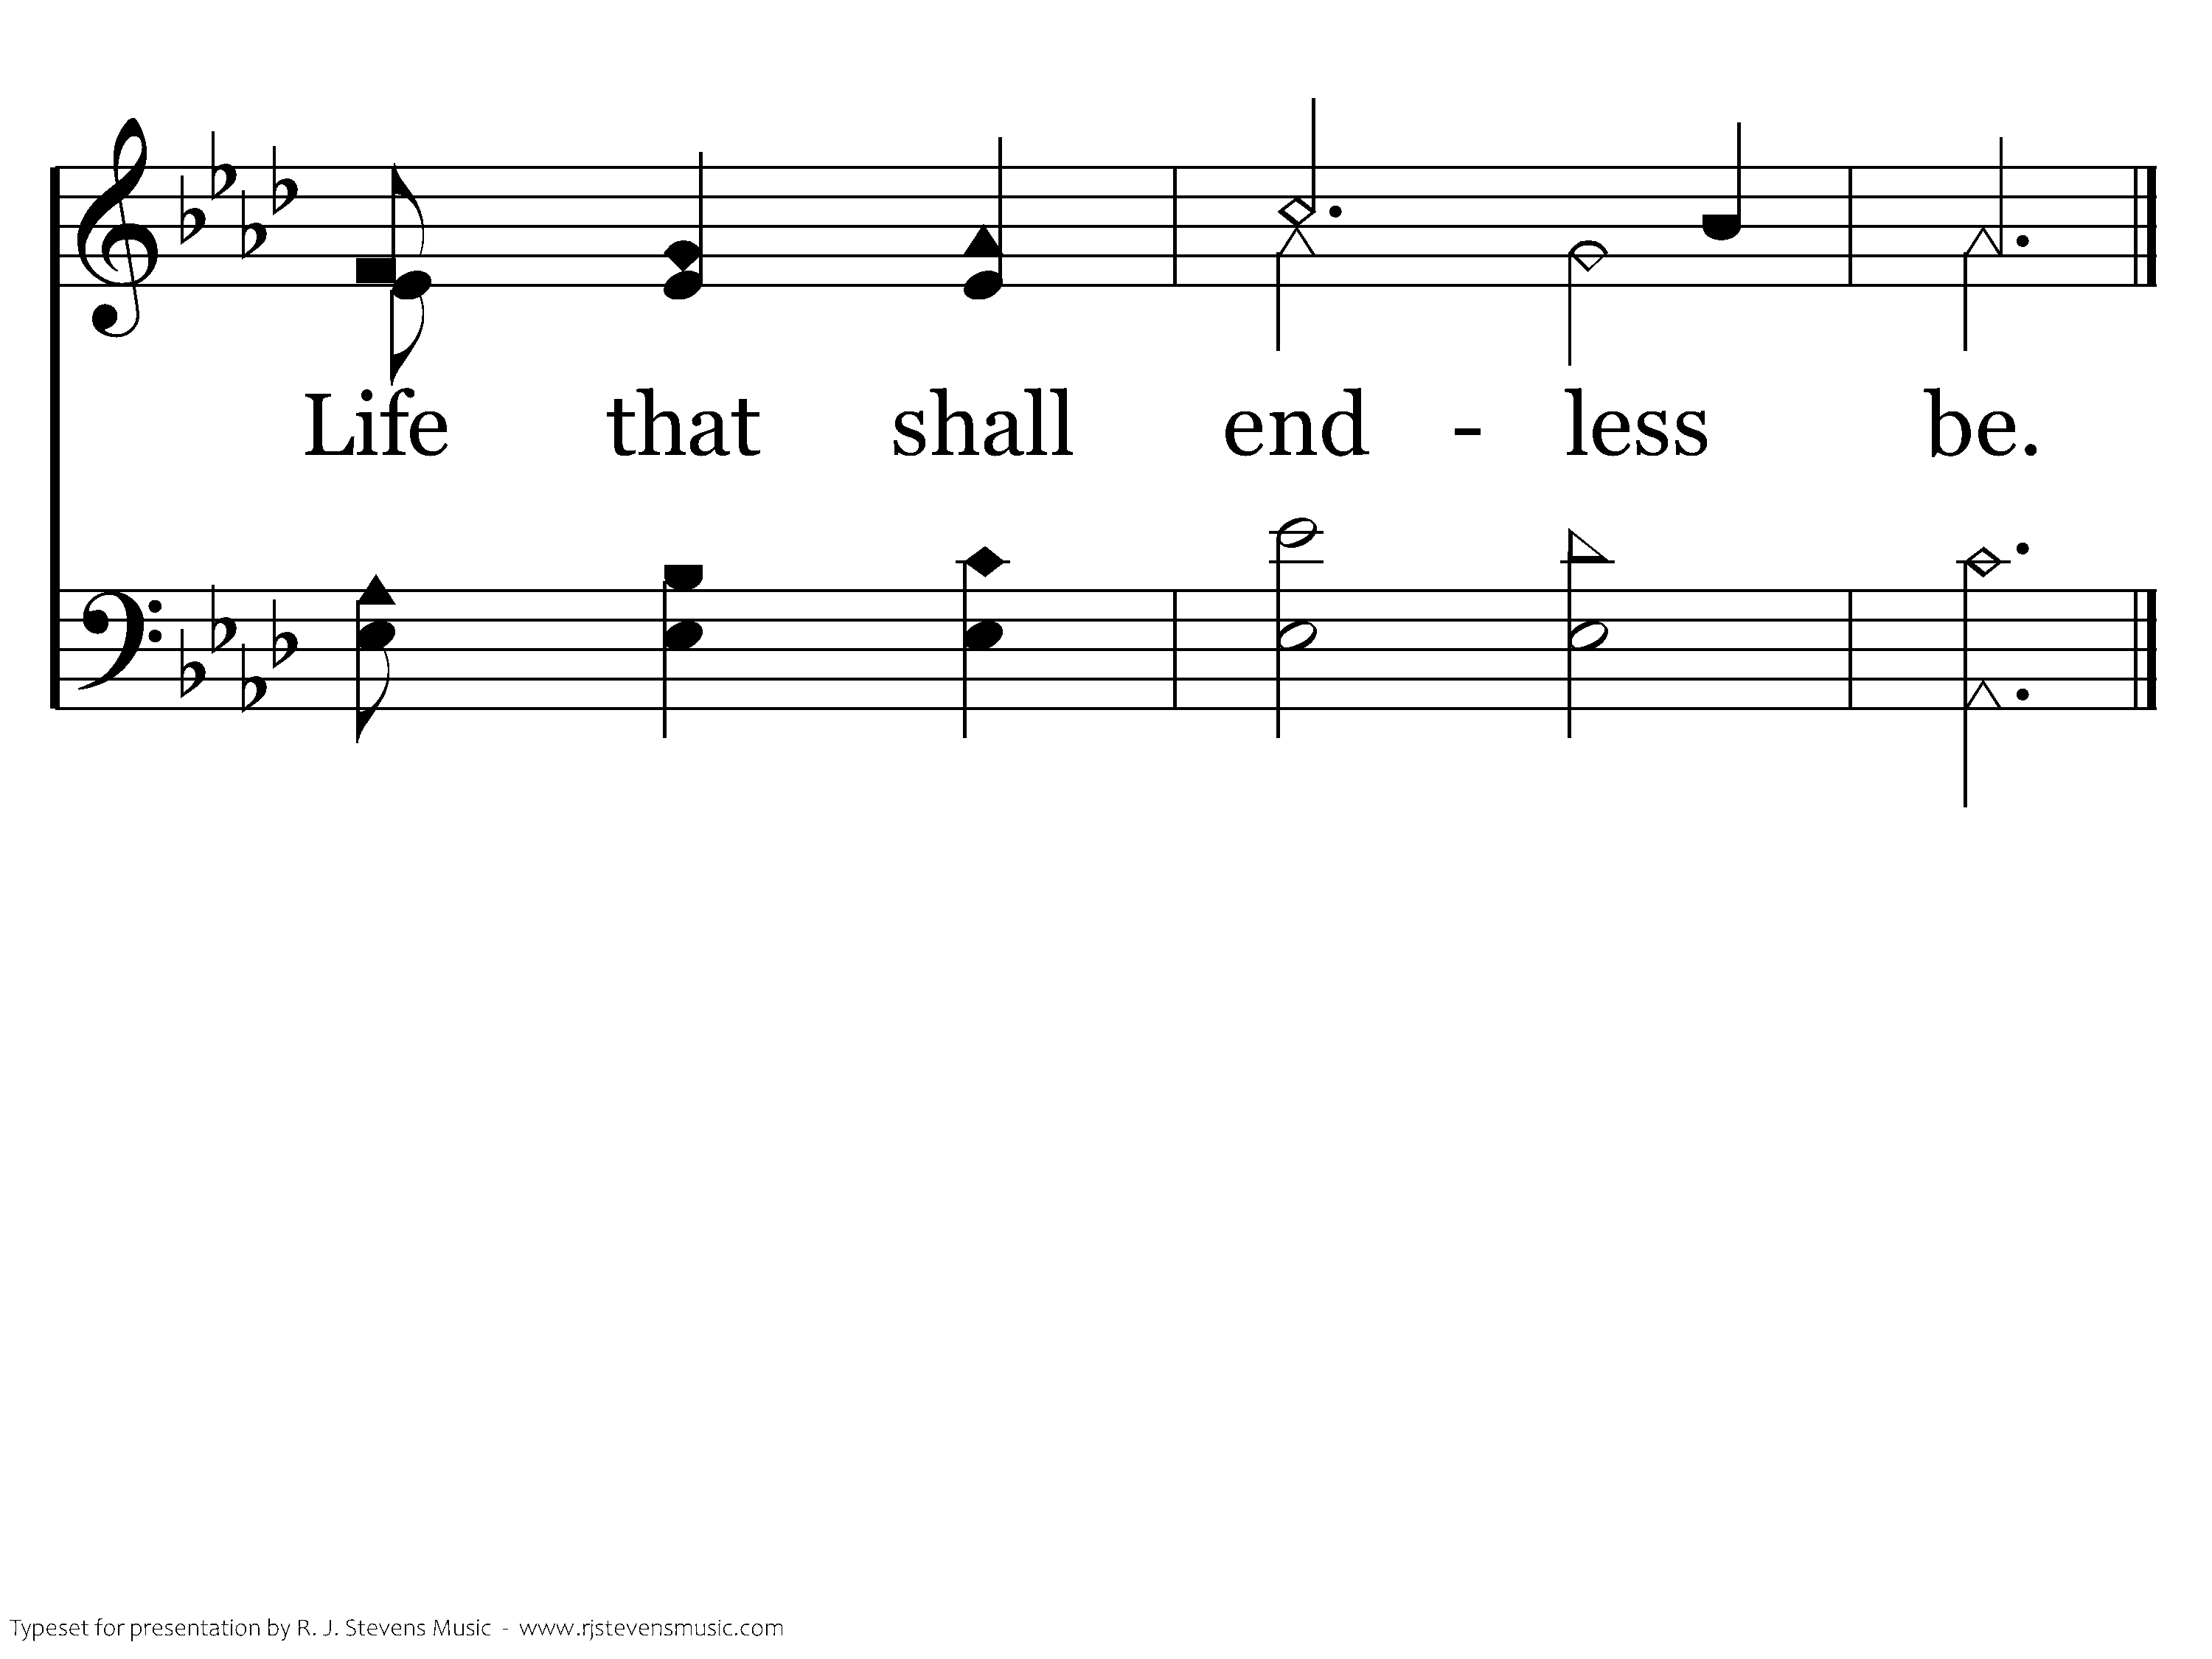 Life that shall end - less be.
Typeset for presentation by R. J. Stevens Music - www.rjstevensmusic.com